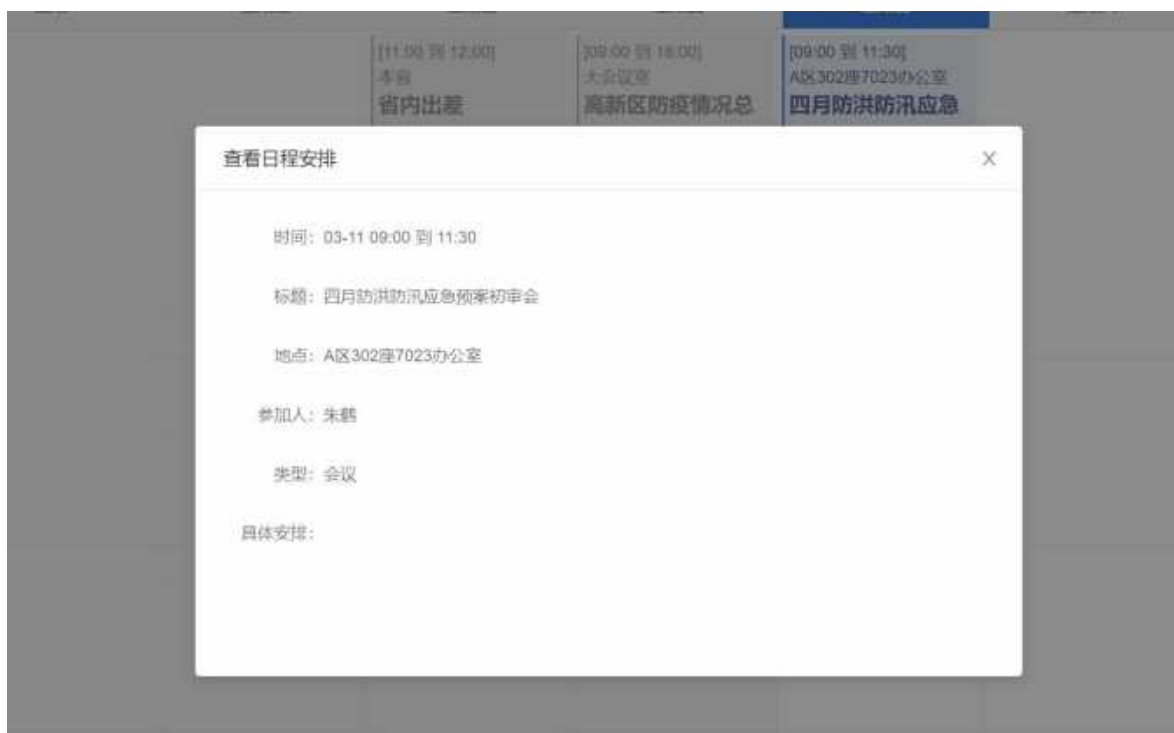 [11:00 到 12:00]
本省
省内出差
[09:00 到 18:00]
大会议室
高新区防疫情况总
[09:00 到 11:30]
A区302座7023办公室
四月防洪防汛应急
查看日程安排
X
时间：03-11 09:00 到 11:30
标题：四月防洪防汛应急预案初审会
地点：A区302座7023办公室
参加人：朱鹤
类型：会议
具体安排：